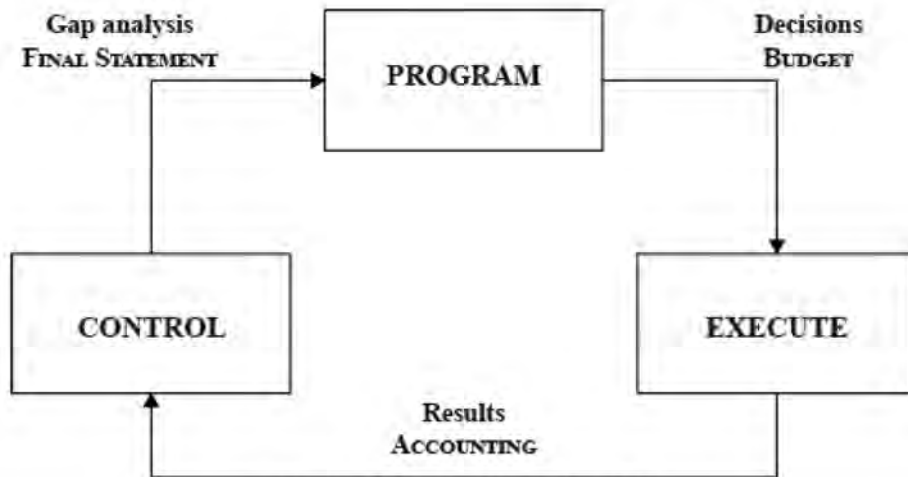 Gap analysis
FINAL STATEMENT
PROGRAM
Decisions
BUDGET
CONTROL
EXECUTE
Results
ACCOUNTING